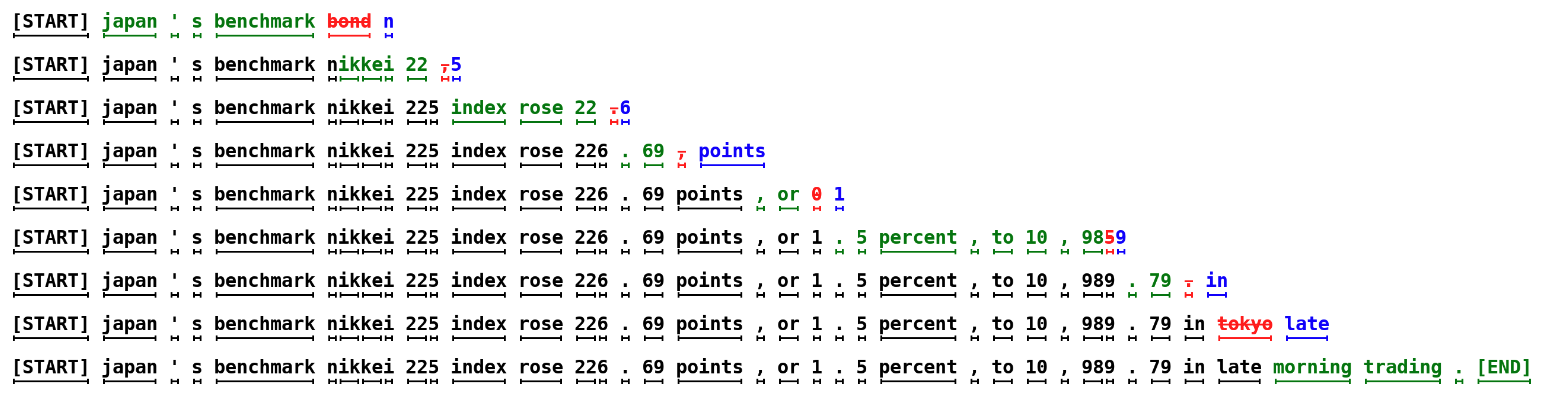 [START] japan ' s benchmark bond n
[START] japan ' s benchmark nikkei 22 ,5
[START] japan ' s benchmark nikkei 225 index rose 22 .6
[START] japan ' s benchmark nikkei 225 index rose 226 . 69 , points
[START] japan ' s benchmark nikkei 225 index rose 226 . 69 points , or 0 1
[START] japan ' s benchmark nikkei 225 index rose 226 . 69 points , or 1 . 5 percent , to 10 , 9859
[START] japan ' s benchmark nikkei 225 index rose 226 . 69 points , or 1 . 5 percent , to 10 , 989 . 79 . in
[START] japan ' s benchmark nikkei 225 index rose 226 . 69 points , or 1 . 5 percent , to 10 , 989 . 79 in tokyo late
[START] japan ' s benchmark nikkei 225 index rose 226 . 69 points , or 1 . 5 percent , to 10 , 989 . 79 in late morning trading . [END]